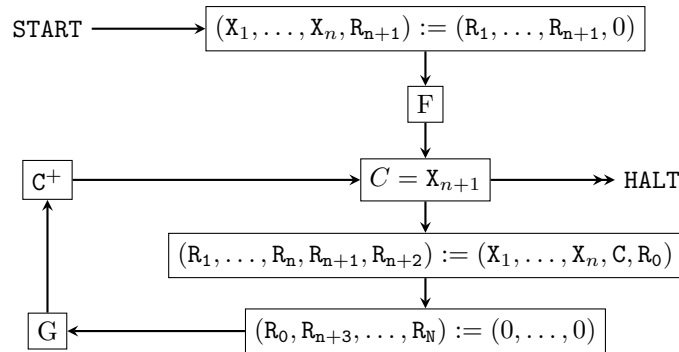 START (X₁, …, Xₙ, Rₙ₊₁) := (R₁, …, Rₙ₊₁, 0)
F
C⁺ C = Xₙ₊₁ HALT
(R₁, …, Rₙ, Rₙ₊₁, Rₙ₊₂) := (X₁, …, Xₙ, C, R₀)
G (R₀, Rₙ₊₃, …, R_N) := (0, …, 0)